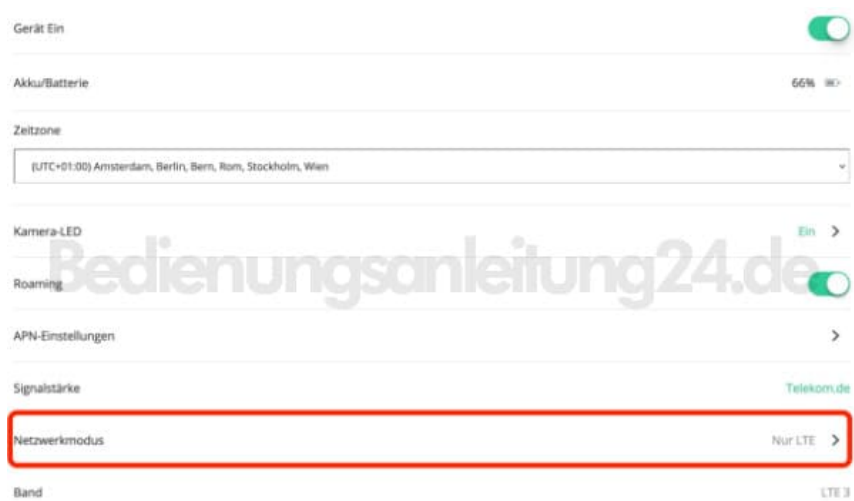 Gerät Ein
Akku/Batterie 66%
Zeitzone
(UTC+01:00) Amsterdam, Berlin, Bern, Rom, Stockholm, Wien
Kamera-LED Ein
Bedienungsanleitung24.de
Roaming
APN-Einstellungen
Signalstärke Telekom.de
Netzwerkmodus Nur LTE
Band LTE 3